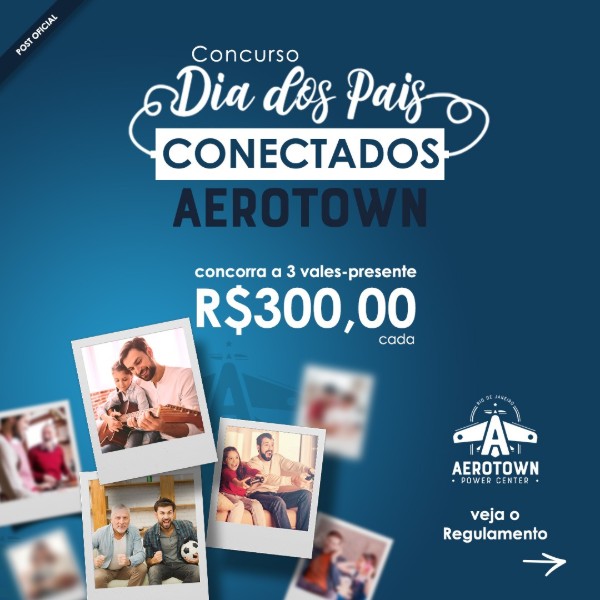 POST OFICIAL
Concurso
Dia dos Pais
CONECTADOS
AEROTOWN
concorra a 3 vales-presente
R$300,00
cada
RIO DE JANEIRO
AEROTOWN
• POWER CENTER •
veja o
Regulamento